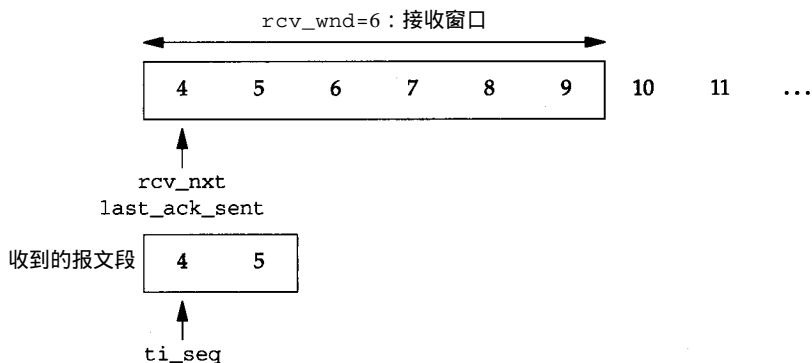 rcv_wnd=6：接收窗口
4 5 6 7 8 9 10 11 ...
rcv_nxt
last_ack_sent
收到的报文段 4 5
ti_seq